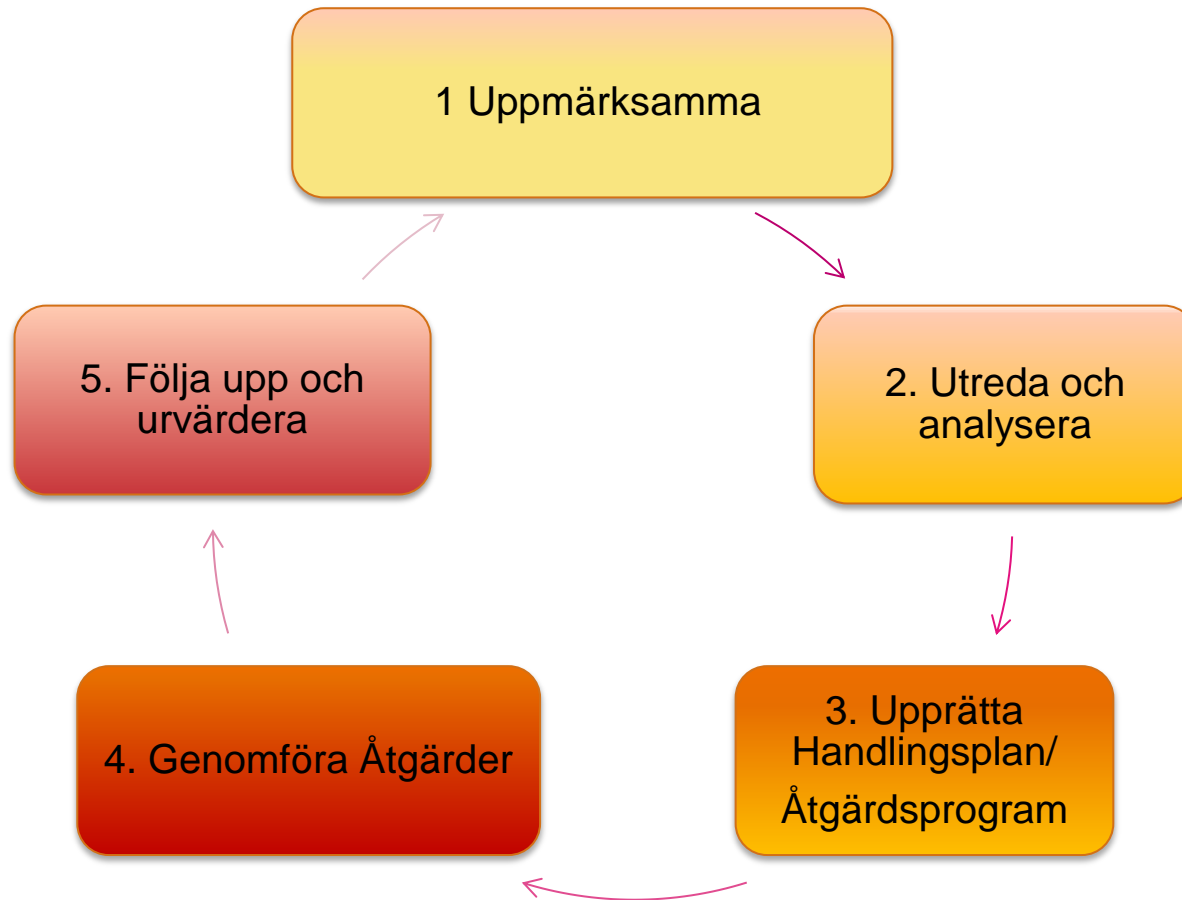 1 Uppmärksamma
2. Utreda och
analysera
3. Upprätta
Handlingsplan/
Åtgärdsprogram
4. Genomföra Åtgärder
5. Följa upp och
urvärdera